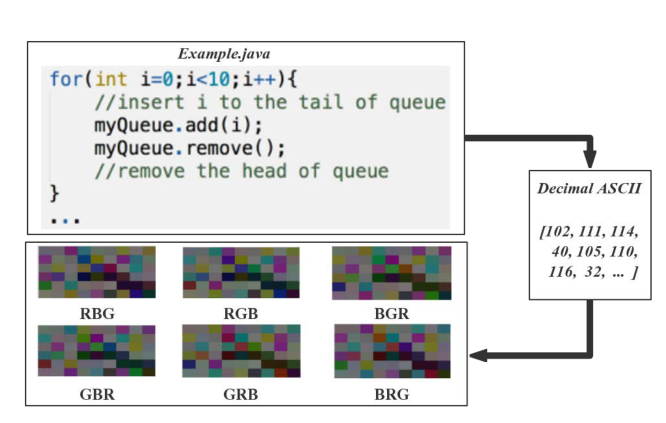 Example.java
for(int i=0;i<10;i++){
//insert i to the tail of queue
myQueue.add(i);
myQueue.remove();
//remove the head of queue
}
...
Decimal ASCII
[102, 111, 114,
40, 105, 110,
116, 32, ... ]
RBG
RGB
BGR
GBR
GRB
BRG